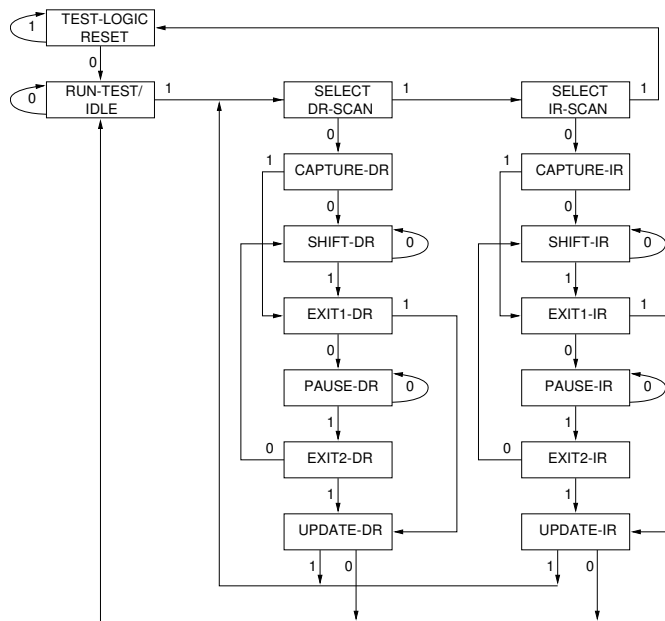 TEST-LOGIC
RESET
1
0
RUN-TEST/
IDLE
0
1
SELECT
DR-SCAN
1
SELECT
IR-SCAN
1
0
0
1
CAPTURE-DR
1
CAPTURE-IR
0
0
SHIFT-DR
0
SHIFT-IR
0
1
1
EXIT1-DR
1
EXIT1-IR
1
0
0
PAUSE-DR
0
PAUSE-IR
0
1
1
0
EXIT2-DR
0
EXIT2-IR
1
1
UPDATE-DR
UPDATE-IR
1
0
1
0